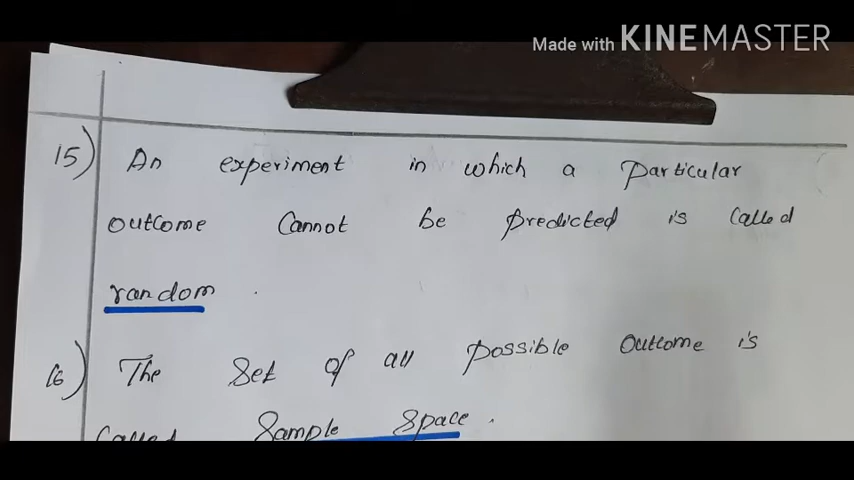 Made with KINEMASTER
15) An experiment in which a Particular
outcome Cannot be predicted is Called
random .
16) The Set of all possible Outcome is
Called Sample Space .